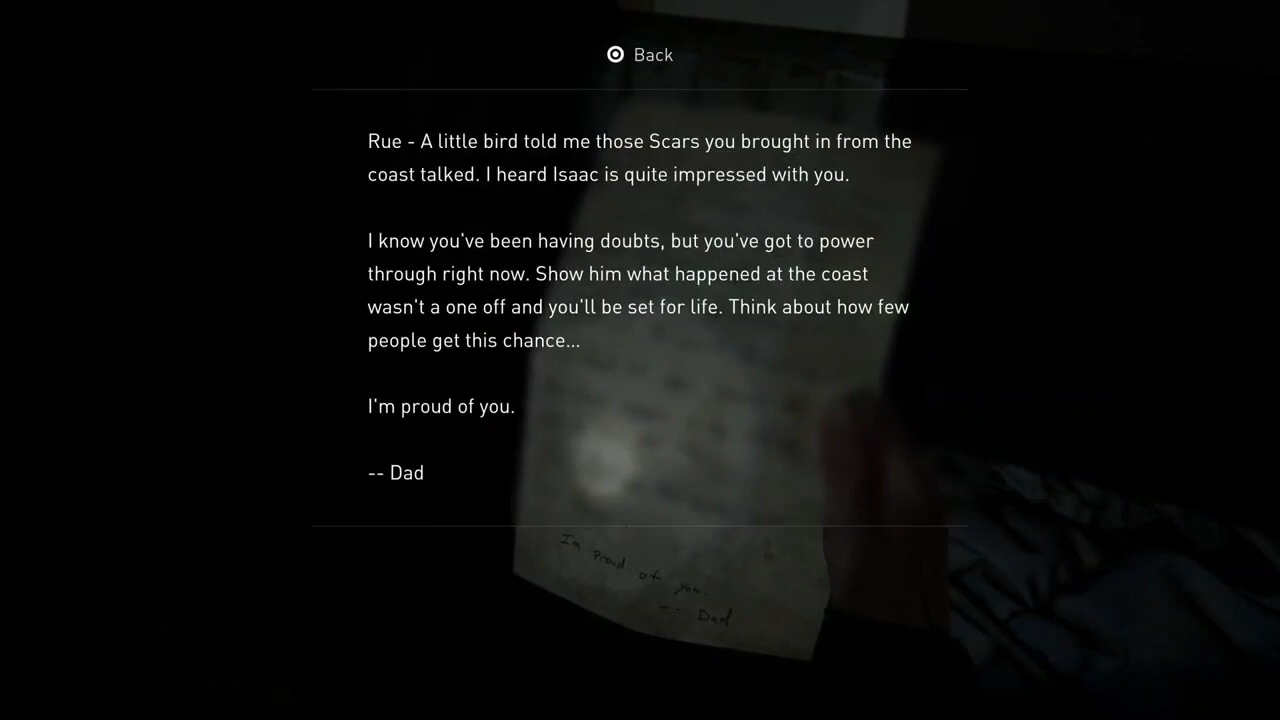 Back
Rue - A little bird told me those Scars you brought in from the
coast talked. I heard Isaac is quite impressed with you.
I know you've been having doubts, but you've got to power
through right now. Show him what happened at the coast
wasn't a one off and you'll be set for life. Think about how few
people get this chance...
I'm proud of you.
-- Dad
I'm proud of you.
-- Dad